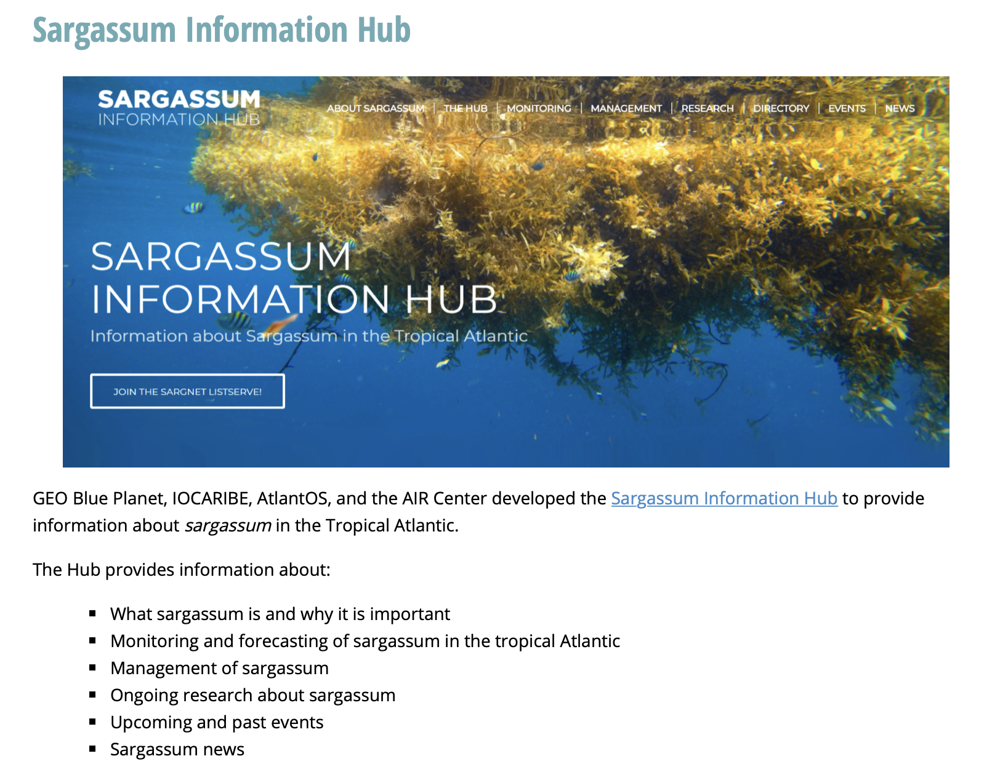 Sargassum Information Hub
SARGASSUM
INFORMATION HUB
ABOUT SARGASSUM | THE HUB | MONITORING | MANAGEMENT | RESEARCH | DIRECTORY | EVENTS | NEWS
SARGASSUM
INFORMATION HUB
Information about Sargassum in the Tropical Atlantic
JOIN THE SARGNET LISTSERVE!
GEO Blue Planet, IOCARIBE, AtlantOS, and the AIR Center developed the Sargassum Information Hub to provide
information about sargassum in the Tropical Atlantic.
The Hub provides information about:
▪ What sargassum is and why it is important
▪ Monitoring and forecasting of sargassum in the tropical Atlantic
▪ Management of sargassum
▪ Ongoing research about sargassum
▪ Upcoming and past events
▪ Sargassum news